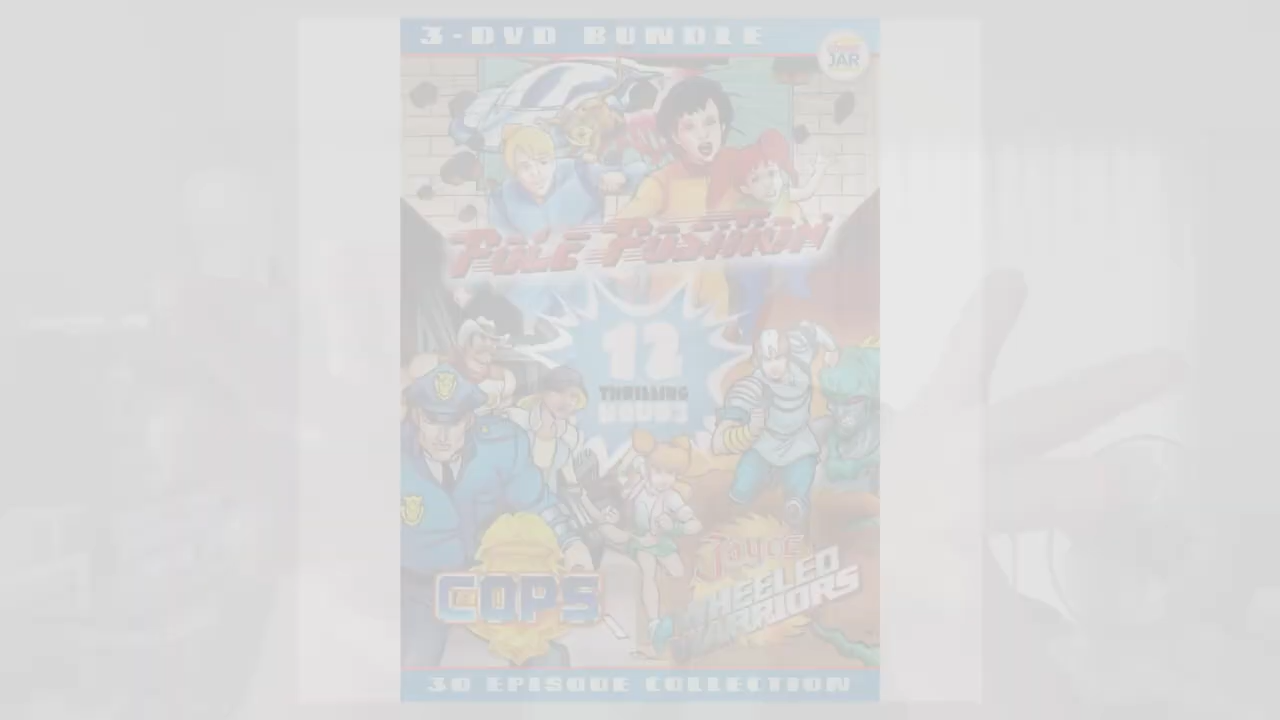 3-DVD BUNDLE
JAR
POLE POSITION
12
THRILLING
HOURS
COPS
Jayce
WHEELED
WARRIORS
30 EPISODE COLLECTION